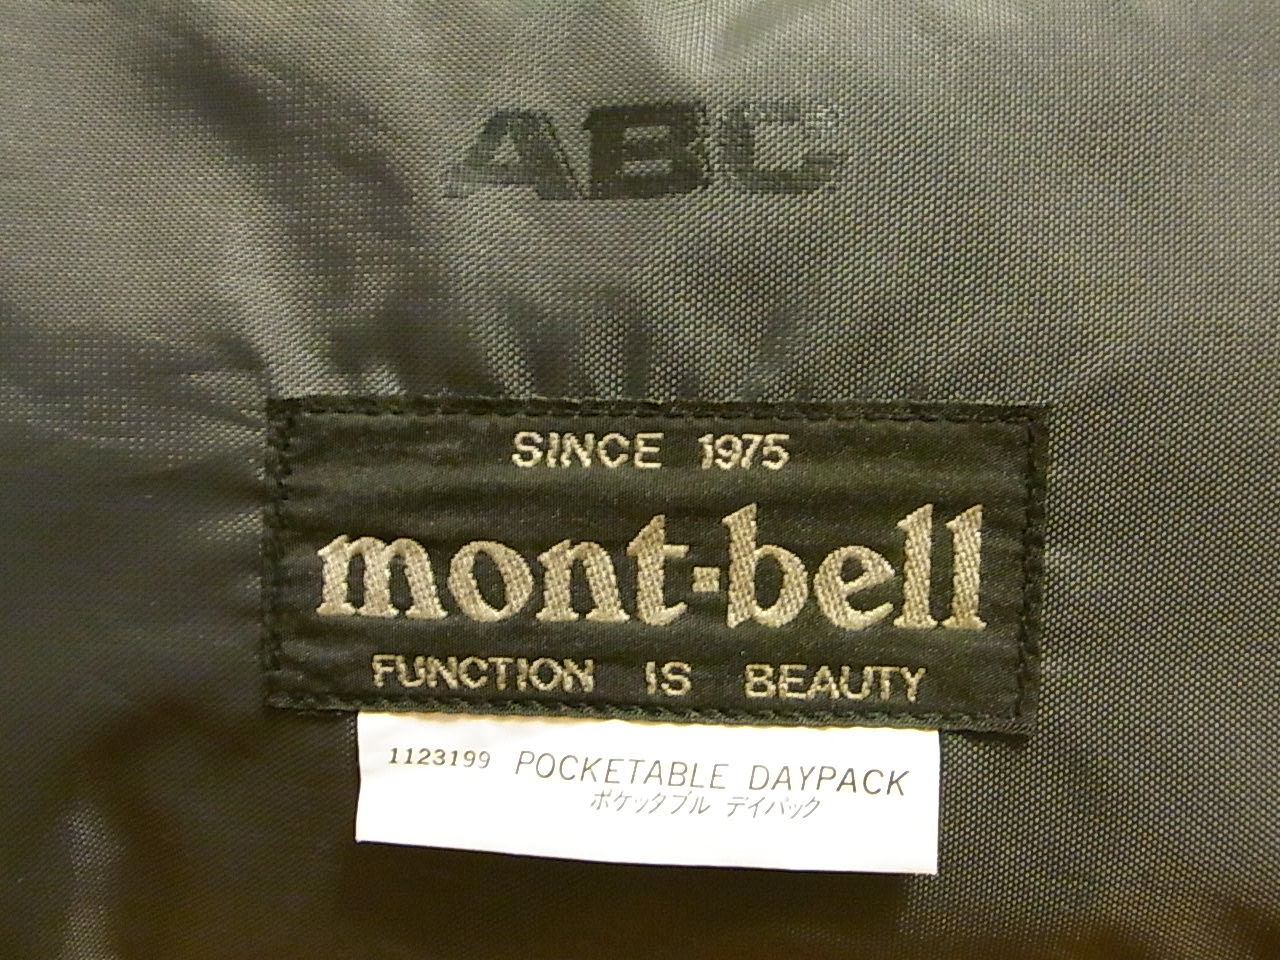 ABC
SINCE 1975
mont-bell
FUNCTION IS BEAUTY
1123199 POCKETABLE DAYPACK
ポケッタブル デイパック